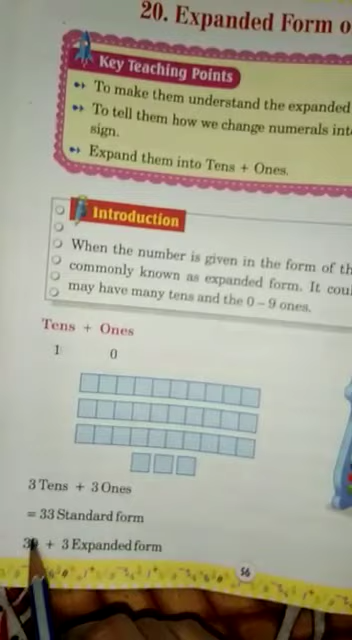 20. Expanded Form
Key Teaching Points
To make them understand the expanded
To tell them how we change numerals
sign.
Expand them into Tens + Ones.
Introduction
When the number is given in the form of
commonly known as expanded form. It
may have many tens and the 0 – 9 ones.
Tens + Ones
1 0
3 Tens + 3 Ones
= 33 Standard form
+ 3 Expanded form
56